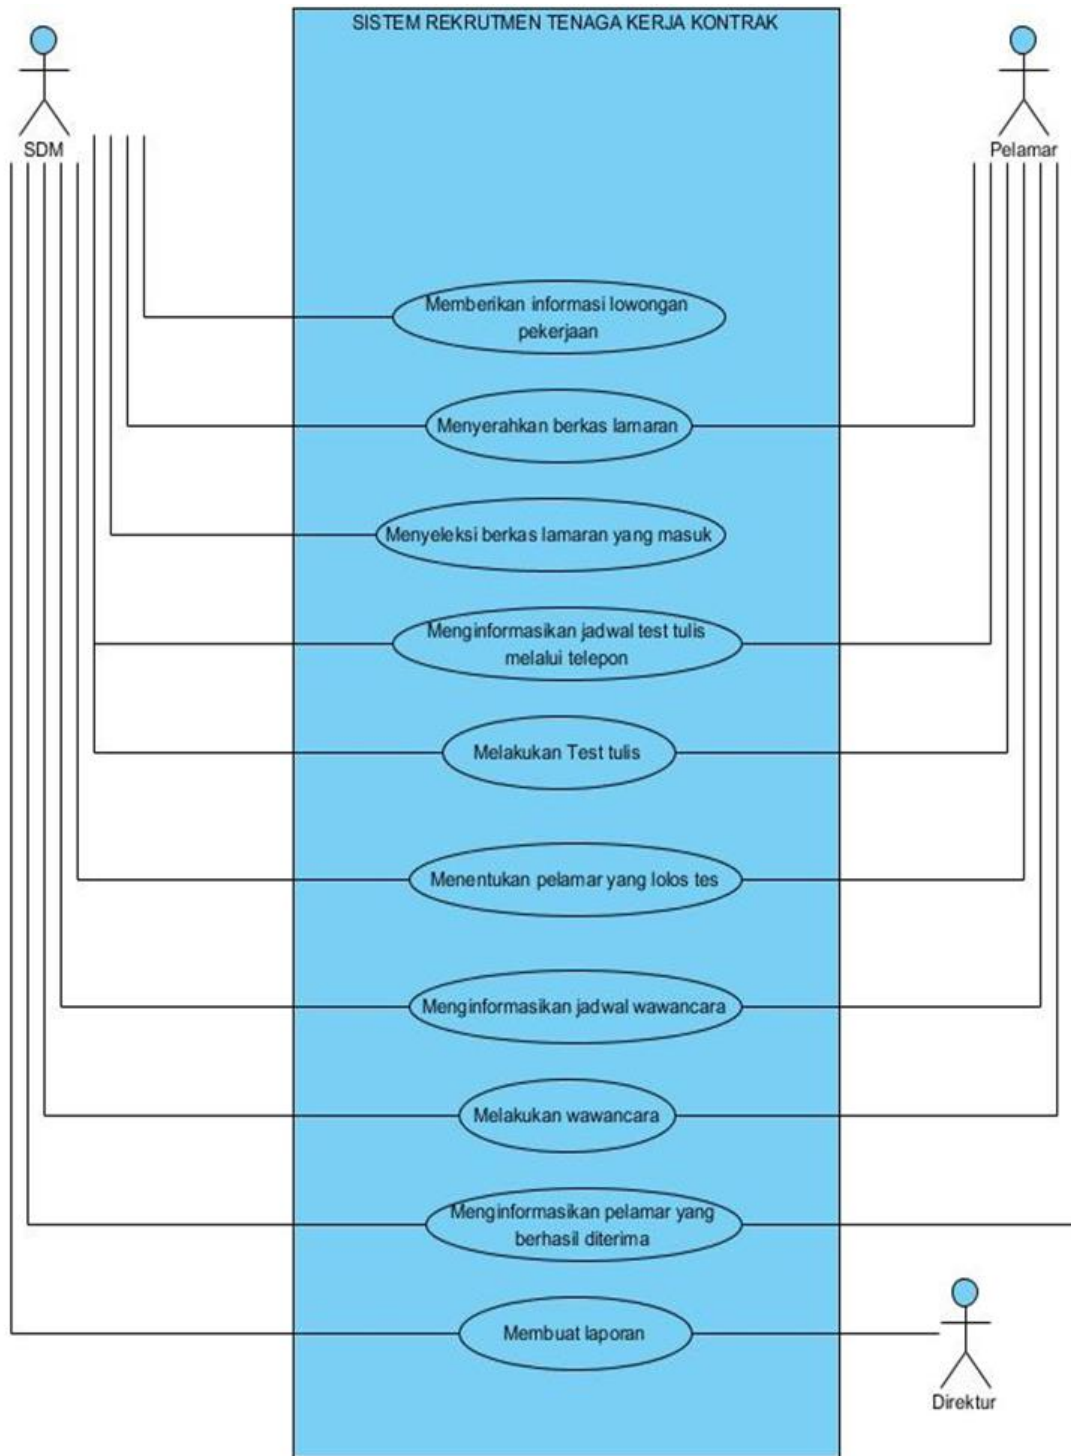 SISTEM REKRUTMEN TENAGA KERJA KONTRAK
SDM
Pelamar
Memberikan informasi lowongan
pekerjaan
Menyerahkan berkas lamaran
Menyeleksi berkas lamaran yang masuk
Menginformasikan jadwal test tulis
melalui telepon
Melakukan Test tulis
Menentukan pelamar yang lolos tes
Menginformasikan jadwal wawancara
Melakukan wawancara
Menginformasikan pelamar yang
berhasil diterima
Membuat laporan
Direktur